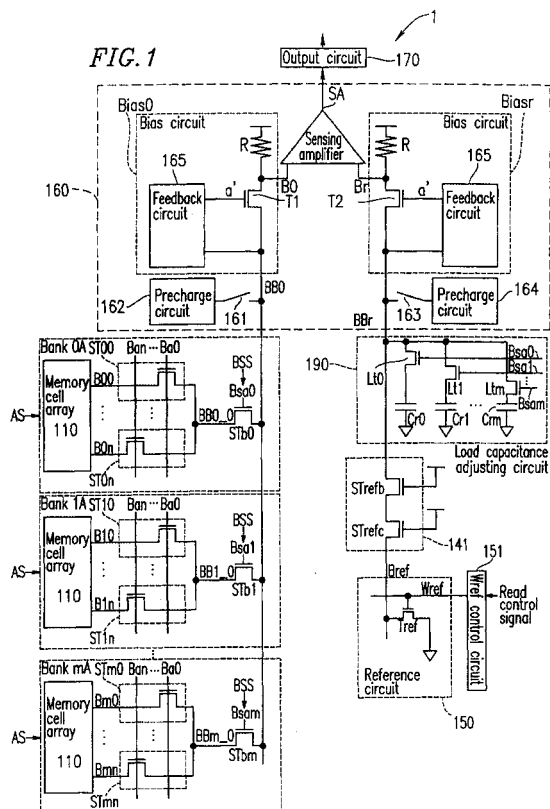 FIG. 1
1
Output circuit
170
SA
Bias0
Biasr
Bias circuit
Bias circuit
R
R
Sensing amplifier
B0
Br
165
165
160
Feedback circuit
a'
T1
T2
a'
Feedback circuit
162
Precharge circuit
161
BB0
BBr
163
Precharge circuit
164
190
Lt0
Lt1
Ltm
Bsa0
Bsa1
Bsam
Cr0
Cr1
Crm
Load capacitance adjusting circuit
Bank 0A
ST00
Ban...Ba0
Memory cell array
110
AS
B00
B0n
ST0n
BSS
Bsa0
BB0_0
STb0
Bank 1A
ST10
Ban...Ba0
Memory cell array
110
AS
B10
B1n
ST1n
BSS
Bsa1
BB1_0
STb1
Bank mA
STm0
Ban...Ba0
Memory cell array
110
AS
Bm0
Bmn
STmn
BSS
Bsam
BBm_0
STbm
STrefb
STrefc
141
Bref
Wref
Tref
Reference circuit
150
151
Wref control circuit
Read control signal